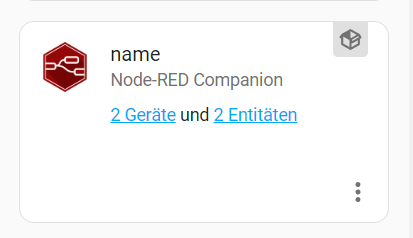 name
Node-RED Companion
2 Geräte und 2 Entitäten